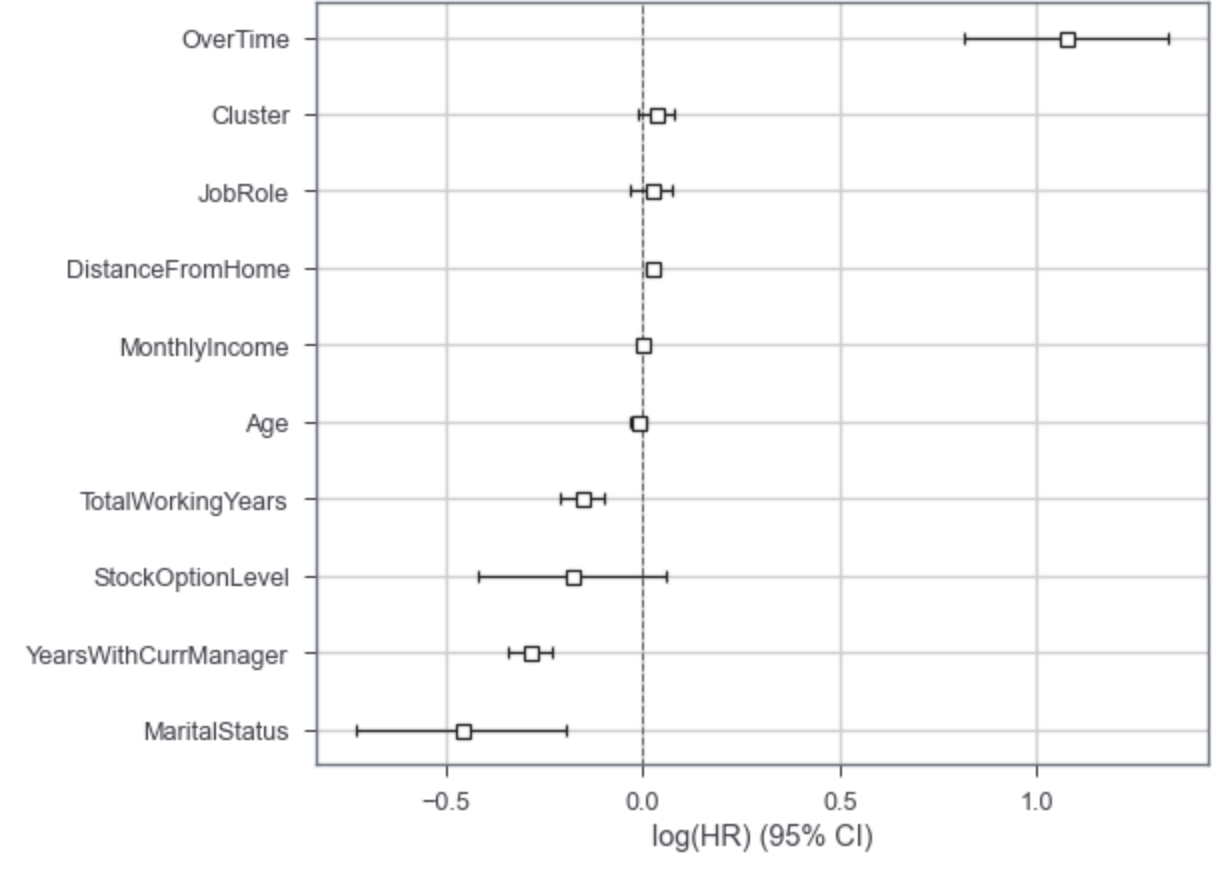 OverTime
Cluster
JobRole
DistanceFromHome
MonthlyIncome
Age
TotalWorkingYears
StockOptionLevel
YearsWithCurrManager
MaritalStatus
−0.5 0.0 0.5 1.0
log(HR) (95% CI)